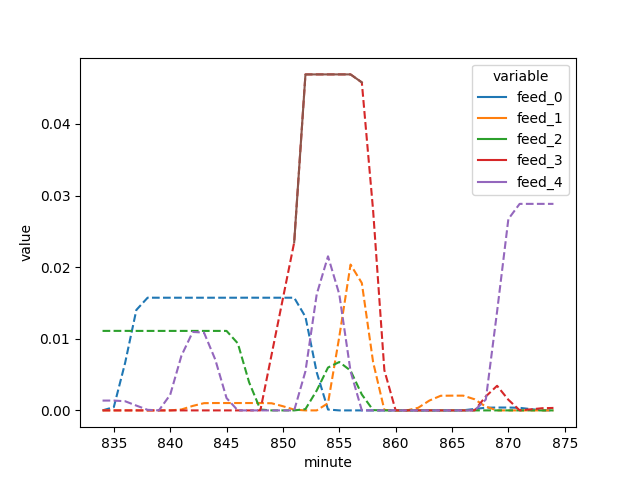 variable
feed_0
feed_1
feed_2
feed_3
feed_4
value
0.04
0.03
0.02
0.01
0.00
835 840 845 850 855 860 865 870 875
minute